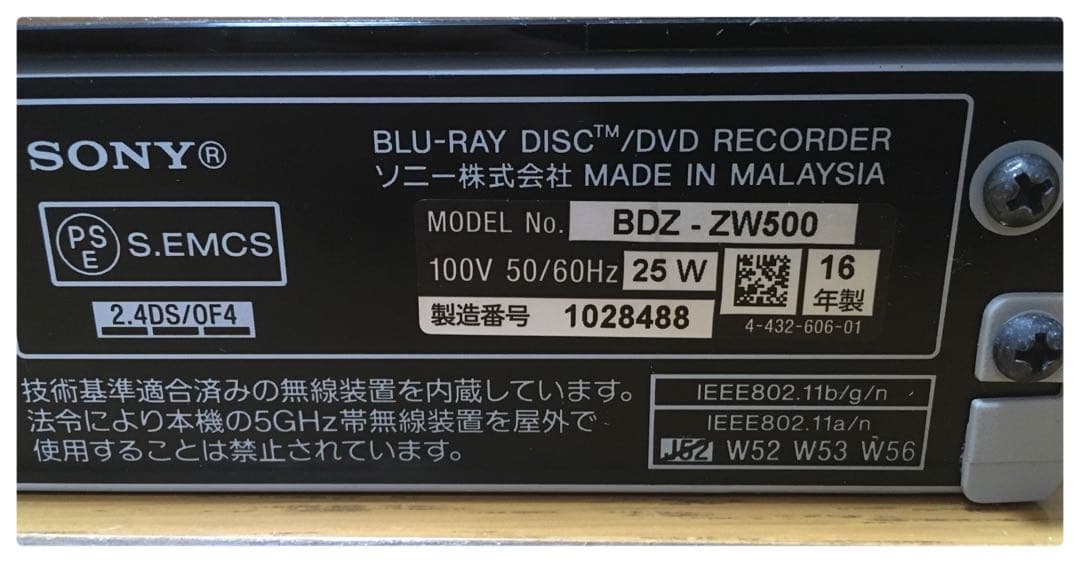 SONY®
BLU-RAY DISC™/DVD RECORDER
ソニー株式会社 MADE IN MALAYSIA
PSE S.EMCS
MODEL No. BDZ - ZW500
100V 50/60Hz 25 W
16
年製
製造番号 1028488
4-432-606-01
2.4DS/OF4
技術基準適合済みの無線装置を内蔵しています。
法令により本機の5GHz帯無線装置を屋外で
使用することは禁止されています。
IEEE802.11b/g/n
IEEE802.11a/n
J52 W52 W53 W56